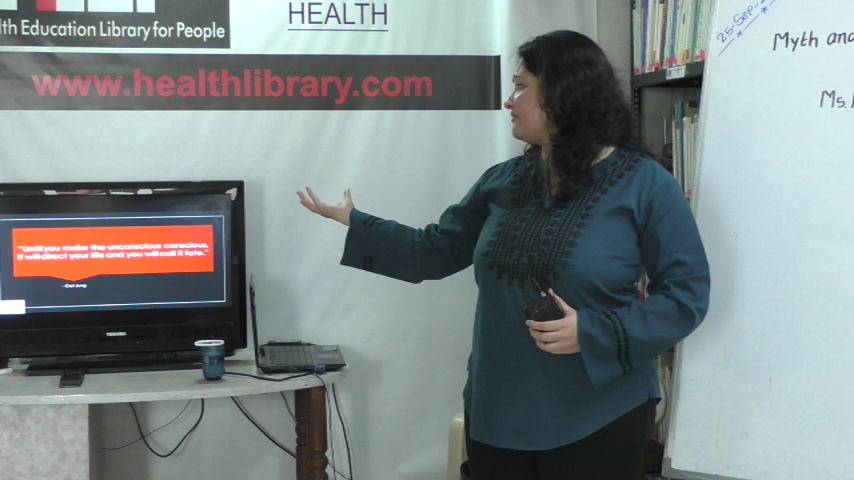 lth Education Library for People
HEALTH
www.healthlibrary.com
25-Sep-
Myth and
Ms.
"Until you make the unconscious conscious,
it will direct your life and you will call it fate."
--Carl Jung
TOSHIBA